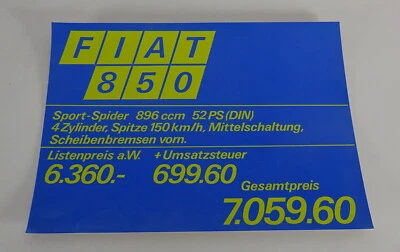 FIAT
850
Sport-Spider 896 ccm 52 PS (DIN)
4 Zylinder, Spitze 150 km/h, Mittelschaltung,
Scheibenbremsen vorn.
Listenpreis a.W. + Umsatzsteuer
6.360.- 699.60
Gesamtpreis
7.059.60